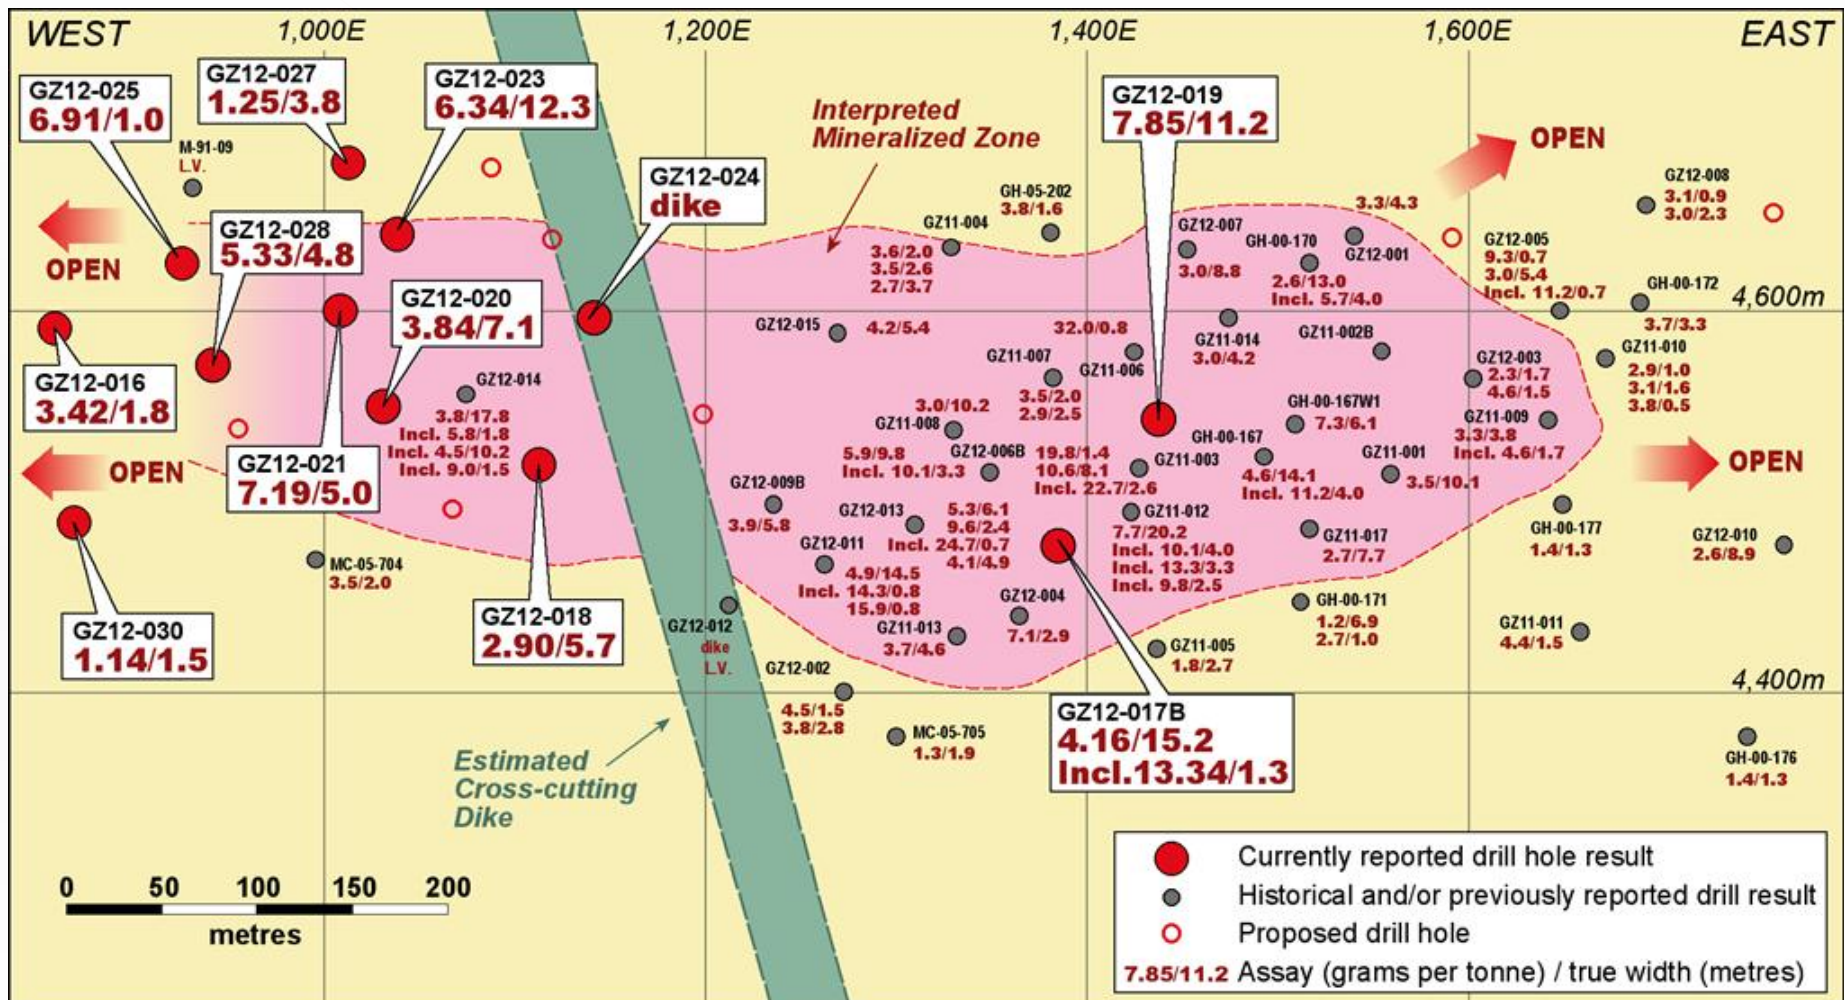 WEST
1,000E
1,200E
1,400E
1,600E
EAST
GZ12-025
6.91/1.0
GZ12-027
1.25/3.8
GZ12-023
6.34/12.3
Interpreted
Mineralized Zone
GZ12-019
7.85/11.2
OPEN
M-91-09
L.V.
GZ12-024
dike
GH-05-202
3.8/1.6
GZ12-008
3.1/0.9
3.0/2.3
OPEN
GZ12-028
5.33/4.8
GZ11-004
3.6/2.0
3.5/2.6
2.7/3.7
GZ12-007
3.0/8.8
GH-00-170
2.6/13.0
Incl. 5.7/4.0
3.3/4.3
GZ12-001
GZ12-005
9.3/0.7
3.0/5.4
Incl. 11.2/0.7
GH-00-172
3.7/3.3
4,600m
GZ12-020
3.84/7.1
GZ12-015
4.2/5.4
32.0/0.8
GZ11-006
GZ11-007
3.5/2.0
2.9/2.5
GZ11-014
3.0/4.2
GZ11-002B
GZ12-003
2.3/1.7
4.6/1.5
GZ11-010
2.9/1.0
3.1/1.6
3.8/0.5
GZ12-016
3.42/1.8
GZ12-014
3.8/17.8
Incl. 5.8/1.8
Incl. 4.5/10.2
Incl. 9.0/1.5
3.0/10.2
GZ11-008
GH-00-167W1
7.3/6.1
GZ11-009
3.3/3.8
Incl. 4.6/1.7
OPEN
GZ12-021
7.19/5.0
5.9/9.8
Incl. 10.1/3.3
GZ12-006B
19.8/1.4
10.6/8.1
Incl. 22.7/2.6
GZ11-003
GH-00-167
4.6/14.1
Incl. 11.2/4.0
GZ11-001
3.5/10.1
OPEN
GZ12-009B
3.9/5.8
GZ12-013
5.3/6.1
9.6/2.4
Incl. 24.7/0.7
4.1/4.9
GZ11-012
7.7/20.2
Incl. 10.1/4.0
Incl. 13.3/3.3
Incl. 9.8/2.5
GZ11-017
2.7/7.7
GH-00-177
1.4/1.3
GZ12-010
2.6/8.9
MC-05-704
3.5/2.0
GZ12-011
4.9/14.5
Incl. 14.3/0.8
15.9/0.8
GZ12-030
1.14/1.5
GZ12-018
2.90/5.7
GZ12-012
dike
L.V.
GZ11-013
3.7/4.6
GZ12-004
7.1/2.9
GZ11-005
1.8/2.7
GH-00-171
1.2/6.9
2.7/1.0
GZ11-011
4.4/1.5
4,400m
GZ12-002
4.5/1.5
3.8/2.8
MC-05-705
1.3/1.9
GZ12-017B
4.16/15.2
Incl.13.34/1.3
GH-00-176
1.4/1.3
Estimated
Cross-cutting
Dike
0 50 100 150 200
metres
Currently reported drill hole result
Historical and/or previously reported drill result
Proposed drill hole
7.85/11.2 Assay (grams per tonne) / true width (metres)